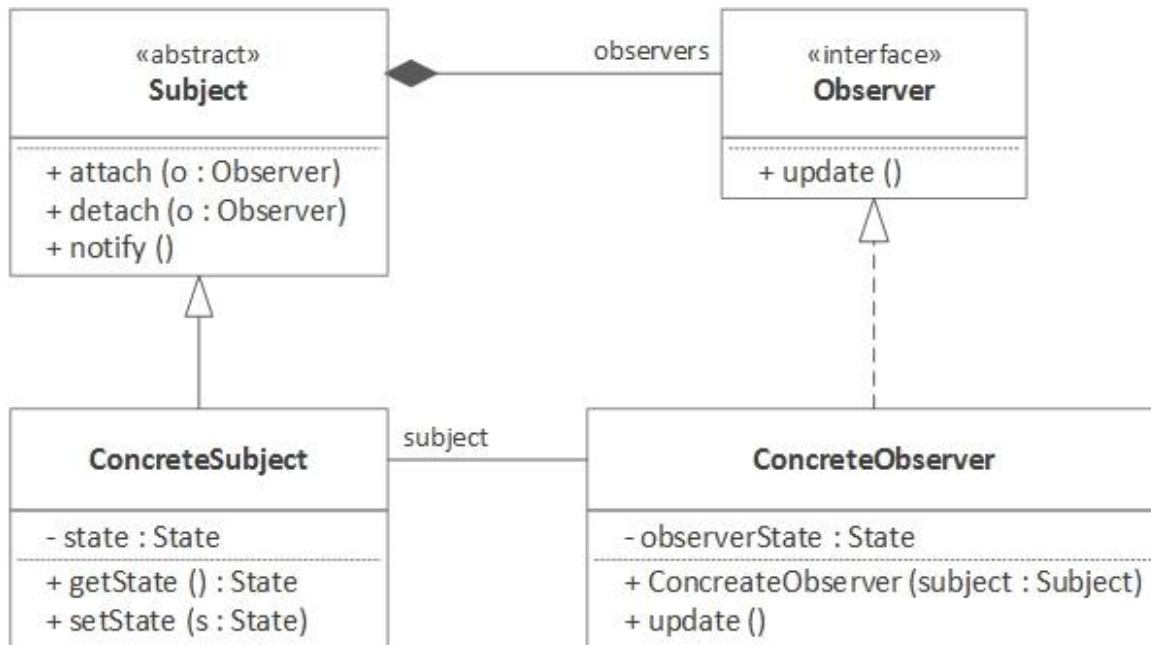 «abstract»
Subject
+ attach (o : Observer)
+ detach (o : Observer)
+ notify ()
observers
«interface»
Observer
+ update ()
ConcreteSubject
- state : State
+ getState () : State
+ setState (s : State)
subject
ConcreteObserver
- observerState : State
+ ConcreateObserver (subject : Subject)
+ update ()